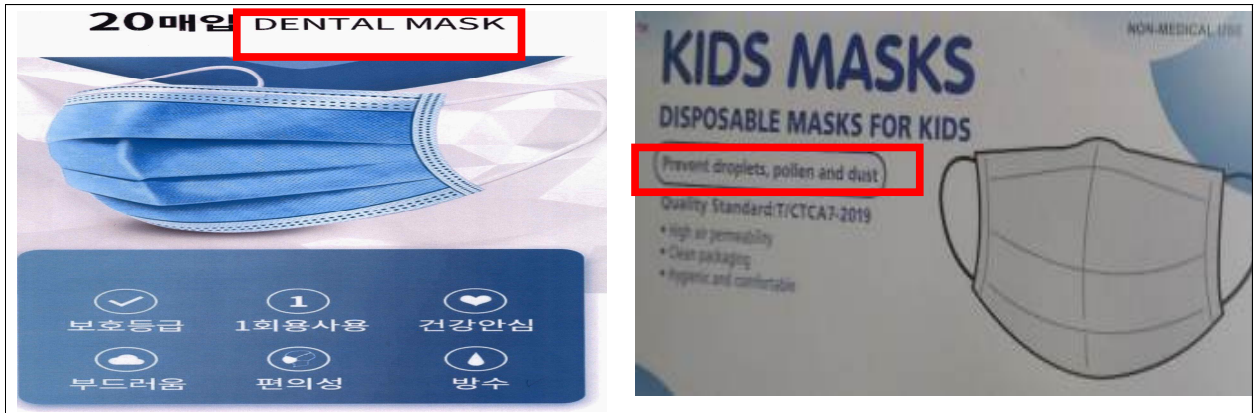 20매입 DENTAL MASK
1
보호등급 1회용사용 건강안심
부드러움 편의성 방수
NON-MEDICAL USE
KIDS MASKS
DISPOSABLE MASKS FOR KIDS
Prevent droplets, pollen and dust
Quality Standard:T/CTCA7-2019
• High air permeability
• Clean packaging
• Hygienic and comfortable